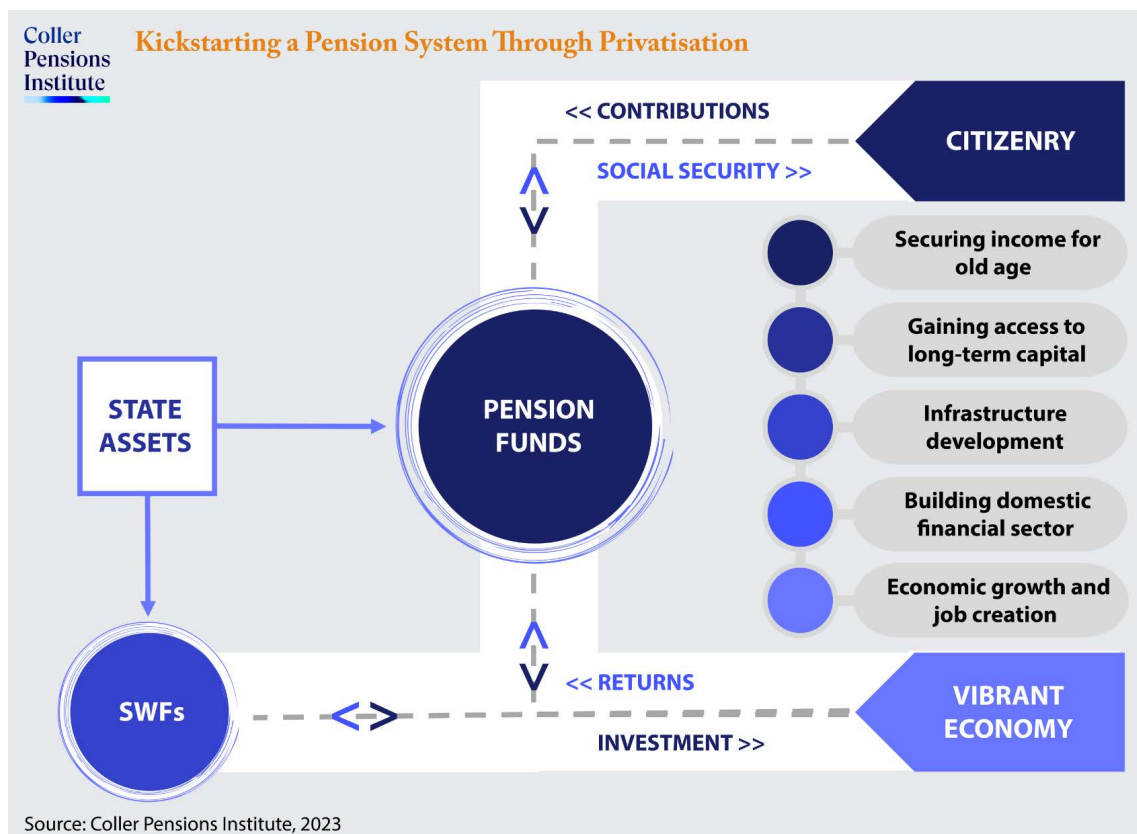 Coller
Pensions
Institute
Kickstarting a Pension System Through Privatisation
<< CONTRIBUTIONS
CITIZENRY
SOCIAL SECURITY >>
Securing income for
old age
Gaining access to
long-term capital
STATE
ASSETS
PENSION
FUNDS
Infrastructure
development
Building domestic
financial sector
Economic growth and
job creation
SWFs
<< RETURNS
INVESTMENT >>
VIBRANT
ECONOMY
Source: Coller Pensions Institute, 2023